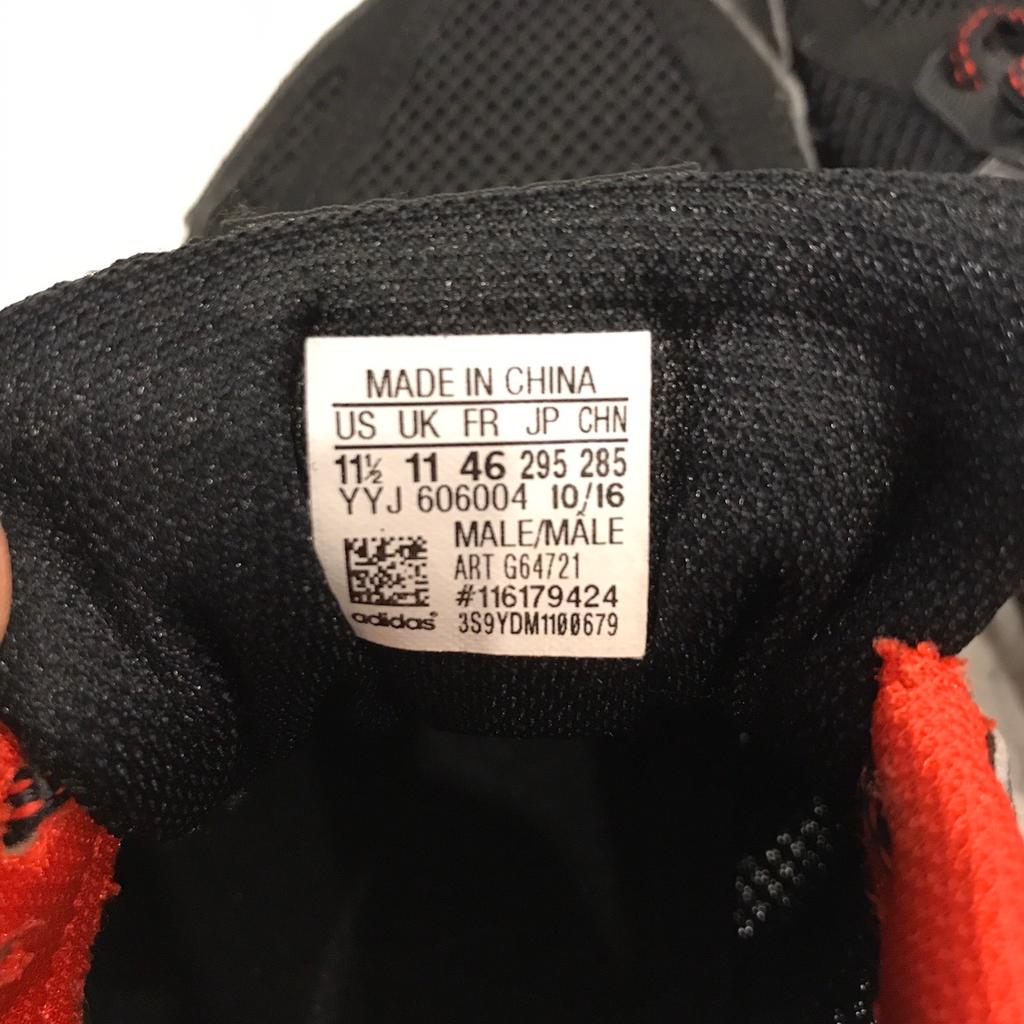 MADE IN CHINA
US UK FR JP CHN
11½ 11 46 295 285
YYJ 606004 10/16
MALE/MÂLE
ART G64721
#116179424
adidas® 3S9YDM1100679